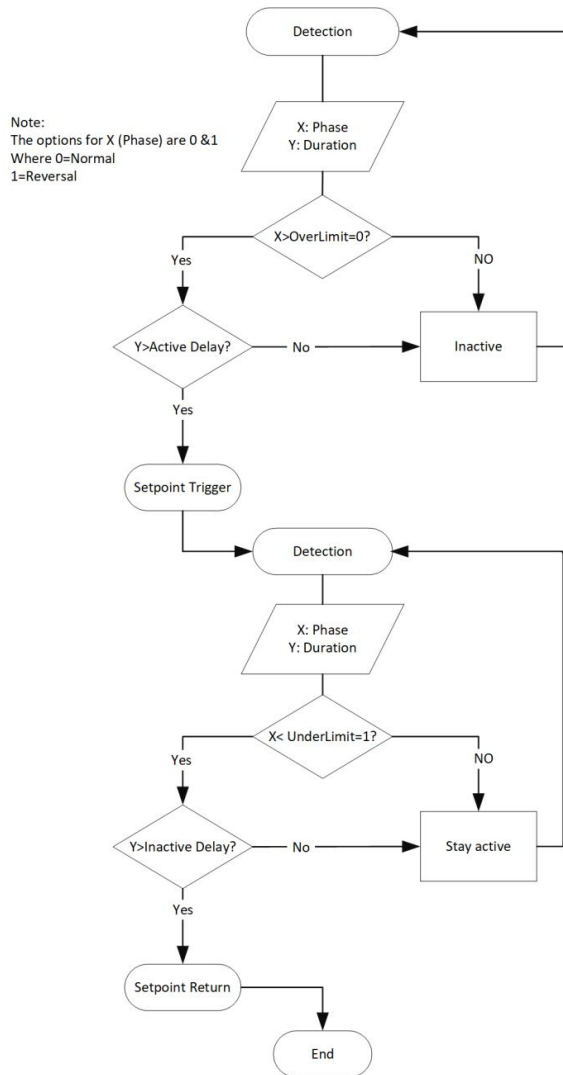 Detection
Note:
The options for X (Phase) are 0 &1
Where 0=Normal
1=Reversal
X: Phase
Y: Duration
X>OverLimit=0?
Yes
NO
Y>Active Delay?
No
Inactive
Yes
Setpoint Trigger
Detection
X: Phase
Y: Duration
X< UnderLimit=1?
Yes
NO
Y>Inactive Delay?
No
Stay active
Yes
Setpoint Return
End